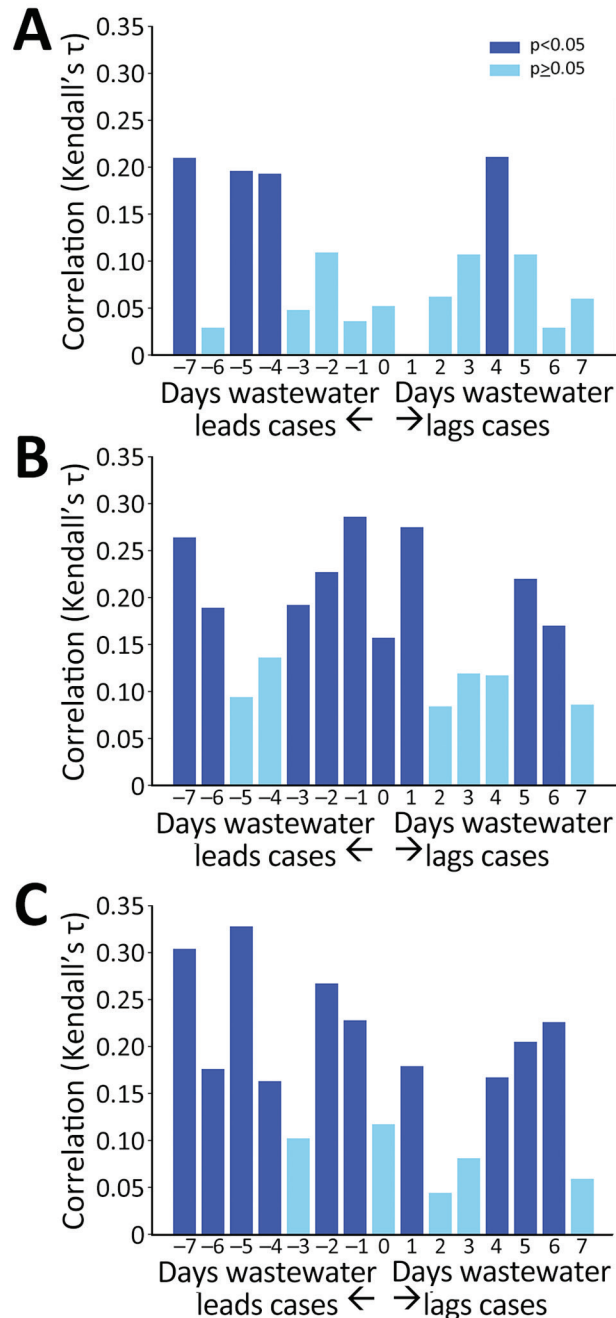 A
0.35
p<0.05
p≥0.05
0.30
0.25
0.20
0.15
0.10
0.05
0
Correlation (Kendall's τ)
–7 –6 –5 –4 –3 –2 –1 0 1 2 3 4 5 6 7
Days wastewater Days wastewater
leads cases ← → lags cases
B
0.35
0.30
0.25
0.20
0.15
0.10
0.05
0
Correlation (Kendall's τ)
–7 –6 –5 –4 –3 –2 –1 0 1 2 3 4 5 6 7
Days wastewater Days wastewater
leads cases ← → lags cases
C
0.35
0.30
0.25
0.20
0.15
0.10
0.05
0
Correlation (Kendall's τ)
–7 –6 –5 –4 –3 –2 –1 0 1 2 3 4 5 6 7
Days wastewater Days wastewater
leads cases ← → lags cases